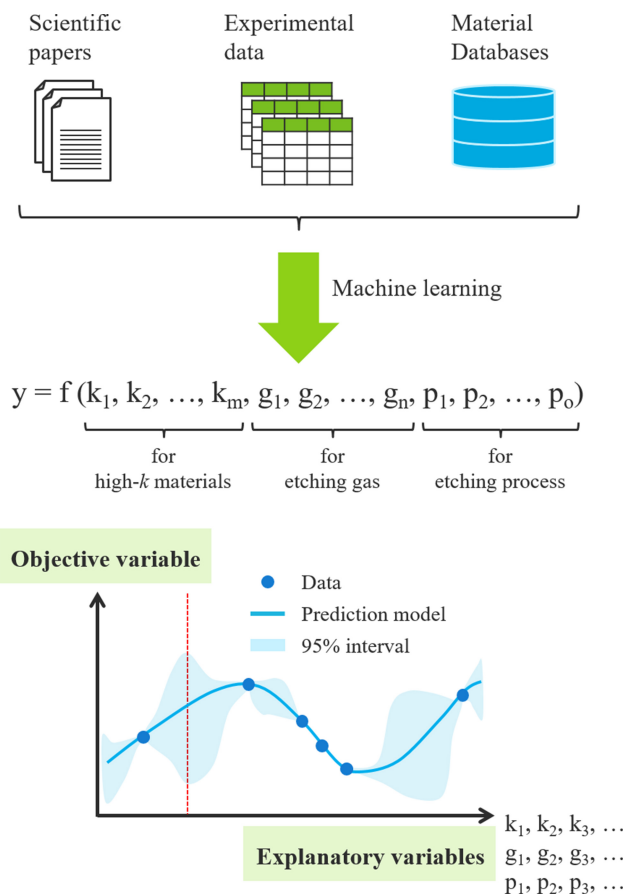 Scientific papers
Experimental data
Material Databases
Machine learning
y = f (k₁, k₂, …, kₘ, g₁, g₂, …, gₙ, p₁, p₂, …, pₒ)
for high-k materials
for etching gas
for etching process
Objective variable
Data
Prediction model
95% interval
Explanatory variables
k₁, k₂, k₃, …
g₁, g₂, g₃, …
p₁, p₂, p₃, …